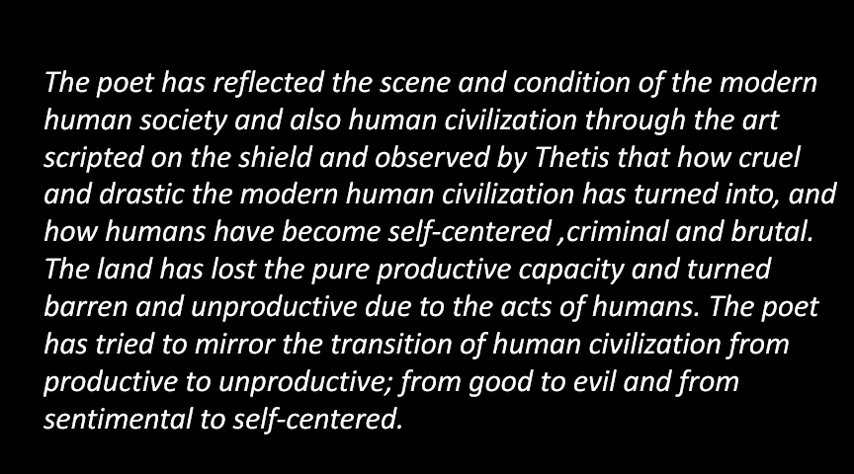 The poet has reflected the scene and condition of the modern
human society and also human civilization through the art
scripted on the shield and observed by Thetis that how cruel
and drastic the modern human civilization has turned into, and
how humans have become self-centered ,criminal and brutal.
The land has lost the pure productive capacity and turned
barren and unproductive due to the acts of humans. The poet
has tried to mirror the transition of human civilization from
productive to unproductive; from good to evil and from
sentimental to self-centered.